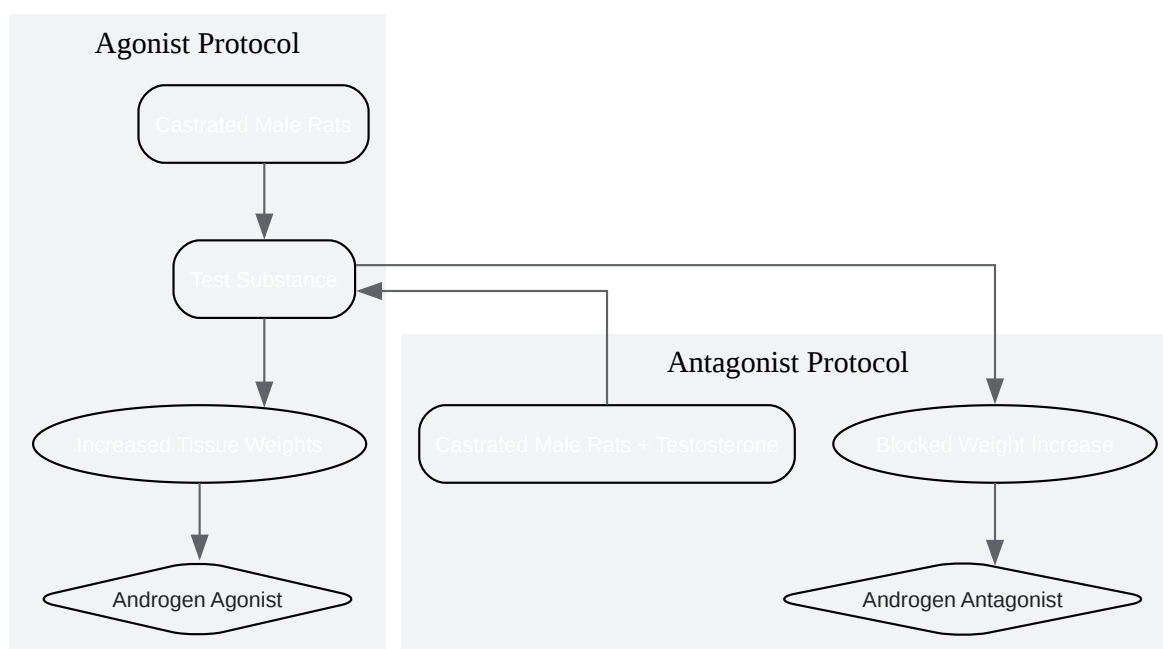 Agonist Protocol
Castrated Male Rats
Test Substance
Increased Tissue Weights
Androgen Agonist
Antagonist Protocol
Castrated Male Rats + Testosterone
Blocked Weight Increase
Androgen Antagonist